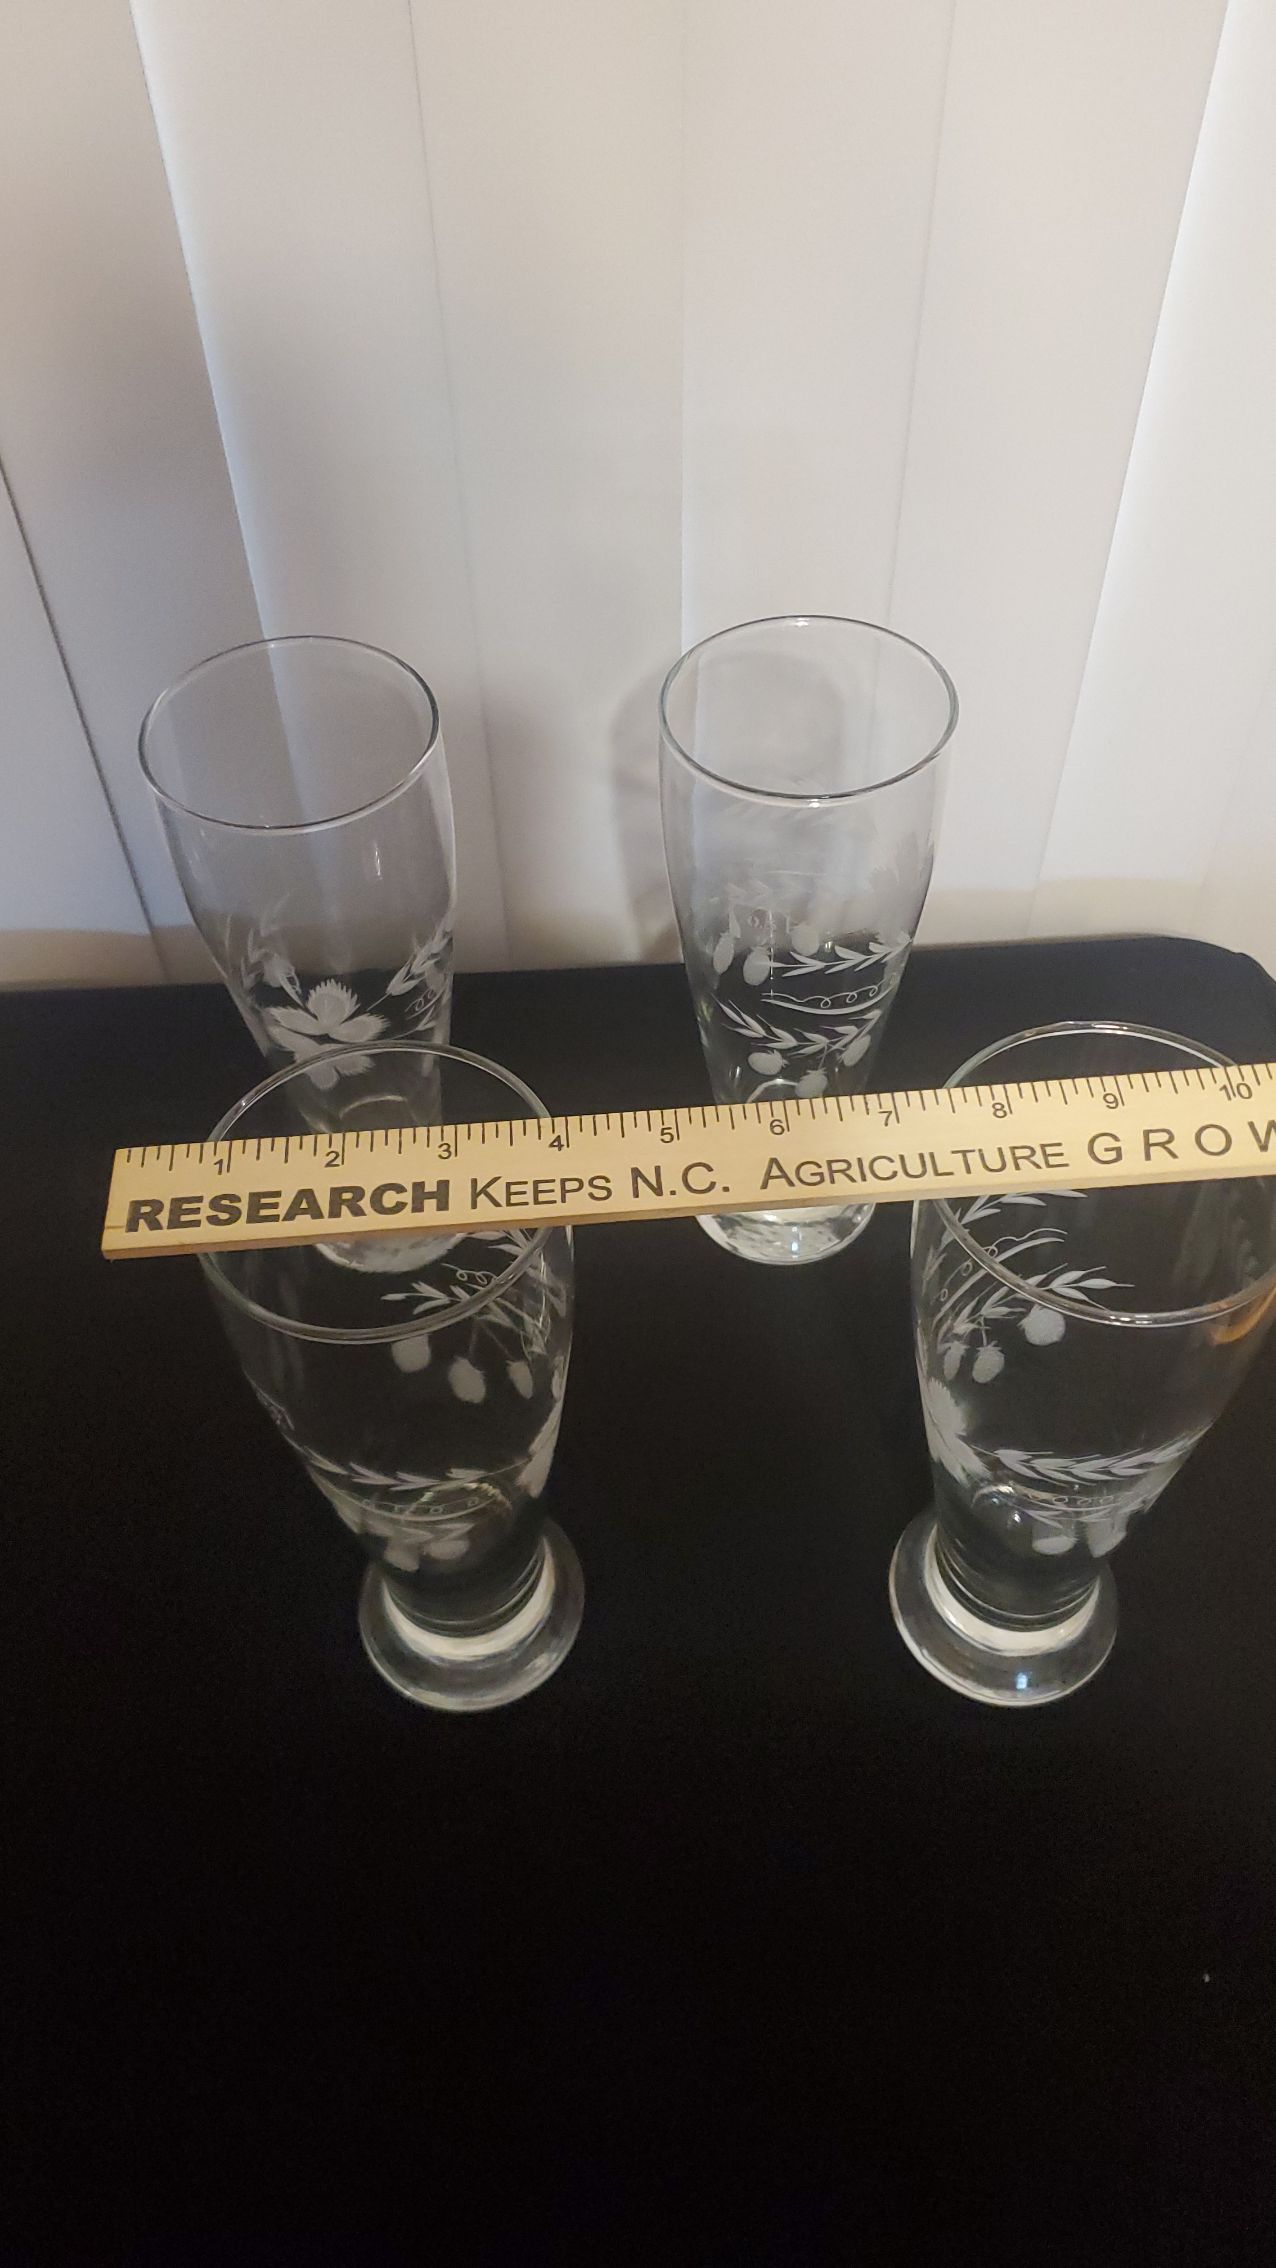 1 2 3 4 5 6 7 8 9 10
RESEARCH KEEPS N.C. AGRICULTURE GROW